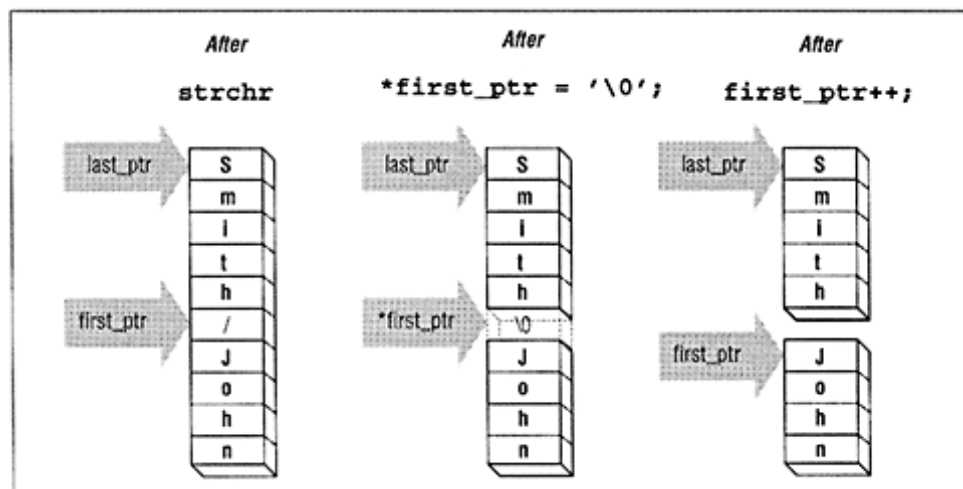 After
strchr
last_ptr
S
m
i
t
h
first_ptr
/
J
o
h
n
After
*first_ptr = '\0';
last_ptr
S
m
i
t
h
*first_ptr
\0
J
o
h
n
After
first_ptr++;
last_ptr
S
m
i
t
h
first_ptr
J
o
h
n